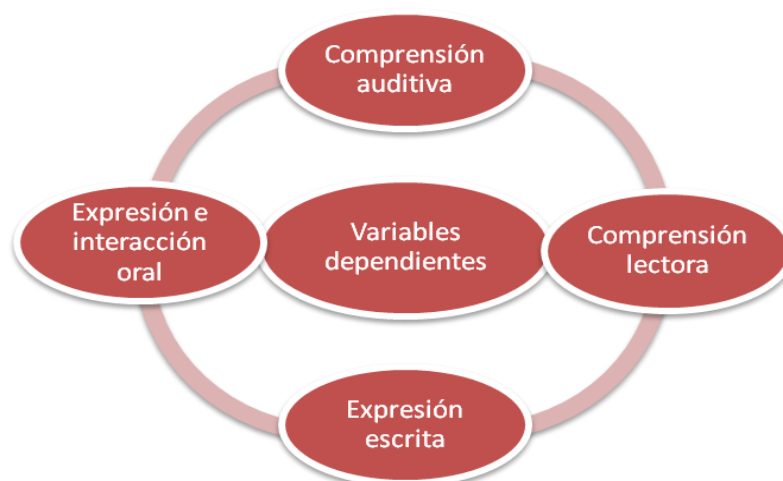 Comprensión
auditiva
Expresión e
interacción
oral
Variables
dependientes
Comprensión
lectora
Expresión
escrita